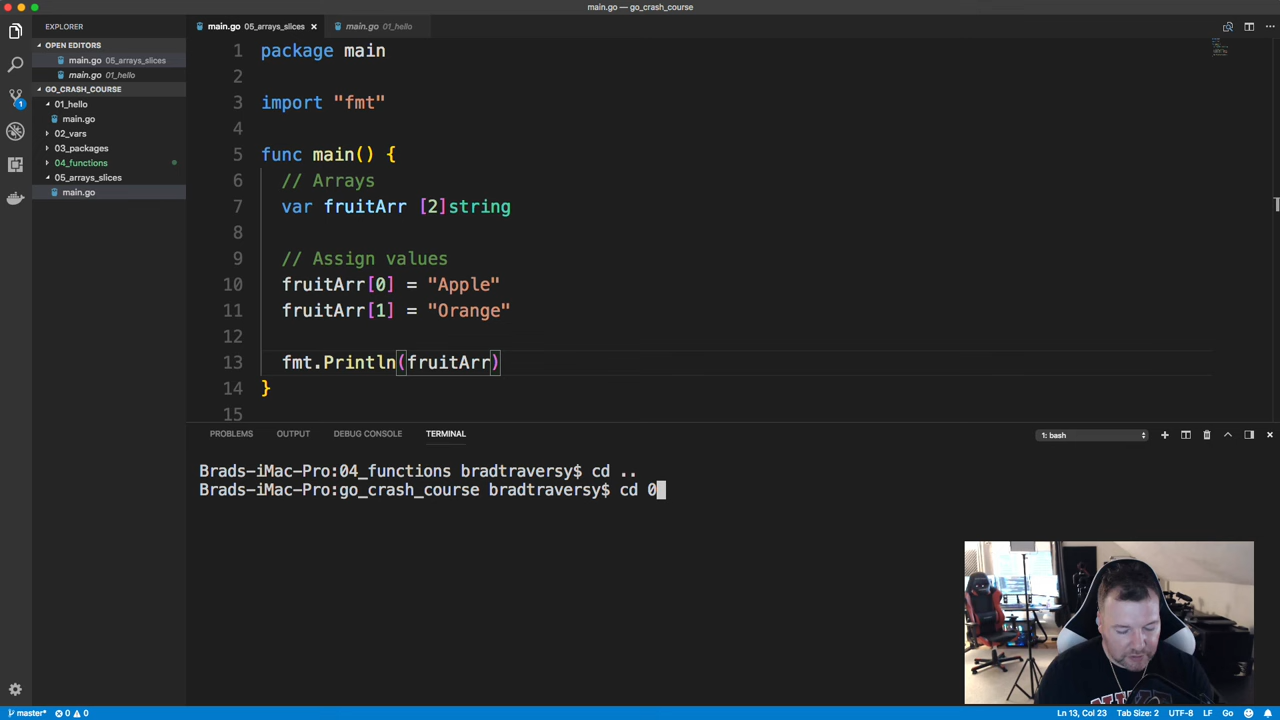 main.go — go_crash_course
EXPLORER
OPEN EDITORS
main.go 05_arrays_slices
main.go 01_hello
GO_CRASH_COURSE
01_hello
main.go
02_vars
03_packages
04_functions
05_arrays_slices
main.go
1
main.go 05_arrays_slices ×
main.go 01_hello
1 package main
2
3 import "fmt"
4
5 func main() {
6 // Arrays
7 var fruitArr [2]string
8
9 // Assign values
10 fruitArr[0] = "Apple"
11 fruitArr[1] = "Orange"
12
13 fmt.Println(fruitArr)
14 }
15
PROBLEMS OUTPUT DEBUG CONSOLE TERMINAL
1: bash
Brads-iMac-Pro:04_functions bradtraversy$ cd ..
Brads-iMac-Pro:go_crash_course bradtraversy$ cd 0
master* 0 0
Ln 13, Col 23 Tab Size: 2 UTF-8 LF Go